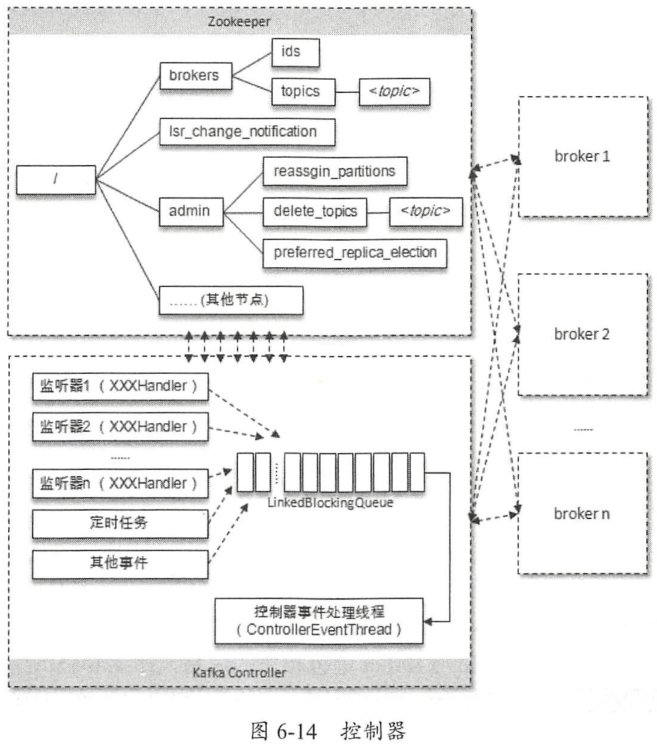 Zookeeper
ids
brokers
topics
<topic>
Isr_change_notification
/
reassgin_partitions
admin
delete_topics
<topic>
preferred_replica_election
...... (其他节点)
broker 1
broker 2
......
broker n
监听器1 ( XXXHandler )
监听器2 ( XXXHandler )
......
监听器n ( XXXHandler )
定时任务
其他事件
LinkedBlockingQueue
控制器事件处理线程
( ControllerEventThread )
Kafka Controller
图 6-14 控制器